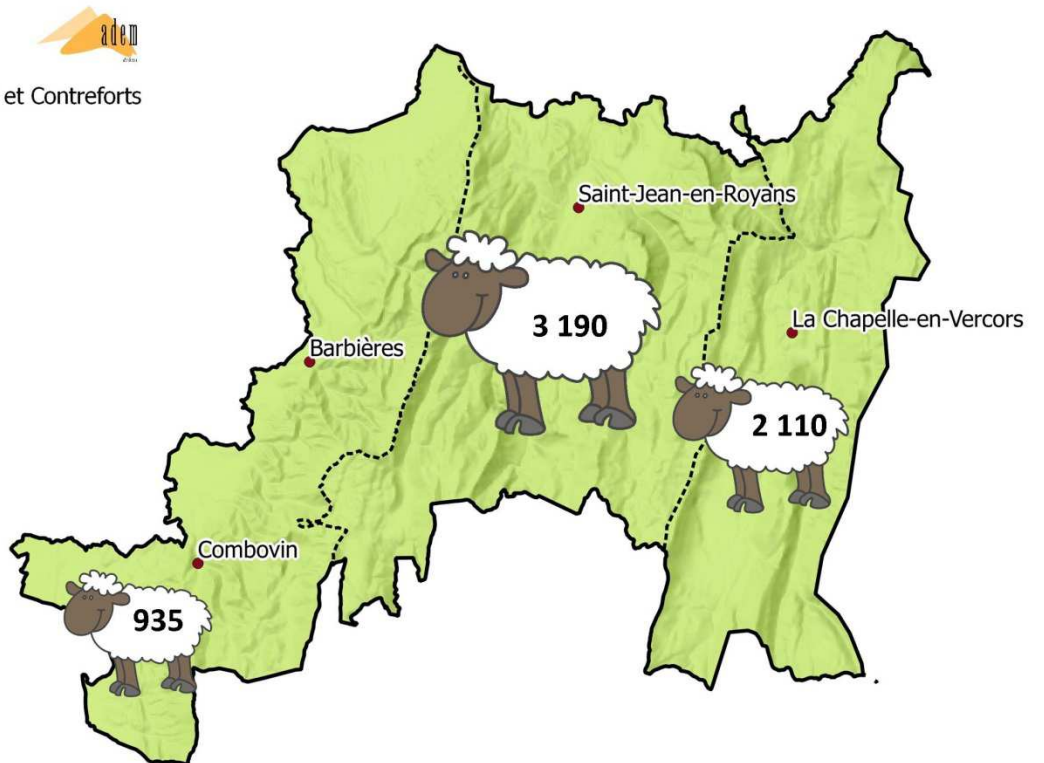 adem
et Contreforts
Saint-Jean-en-Royans
3 190
La Chapelle-en-Vercors
Barbières
2 110
Combovin
935